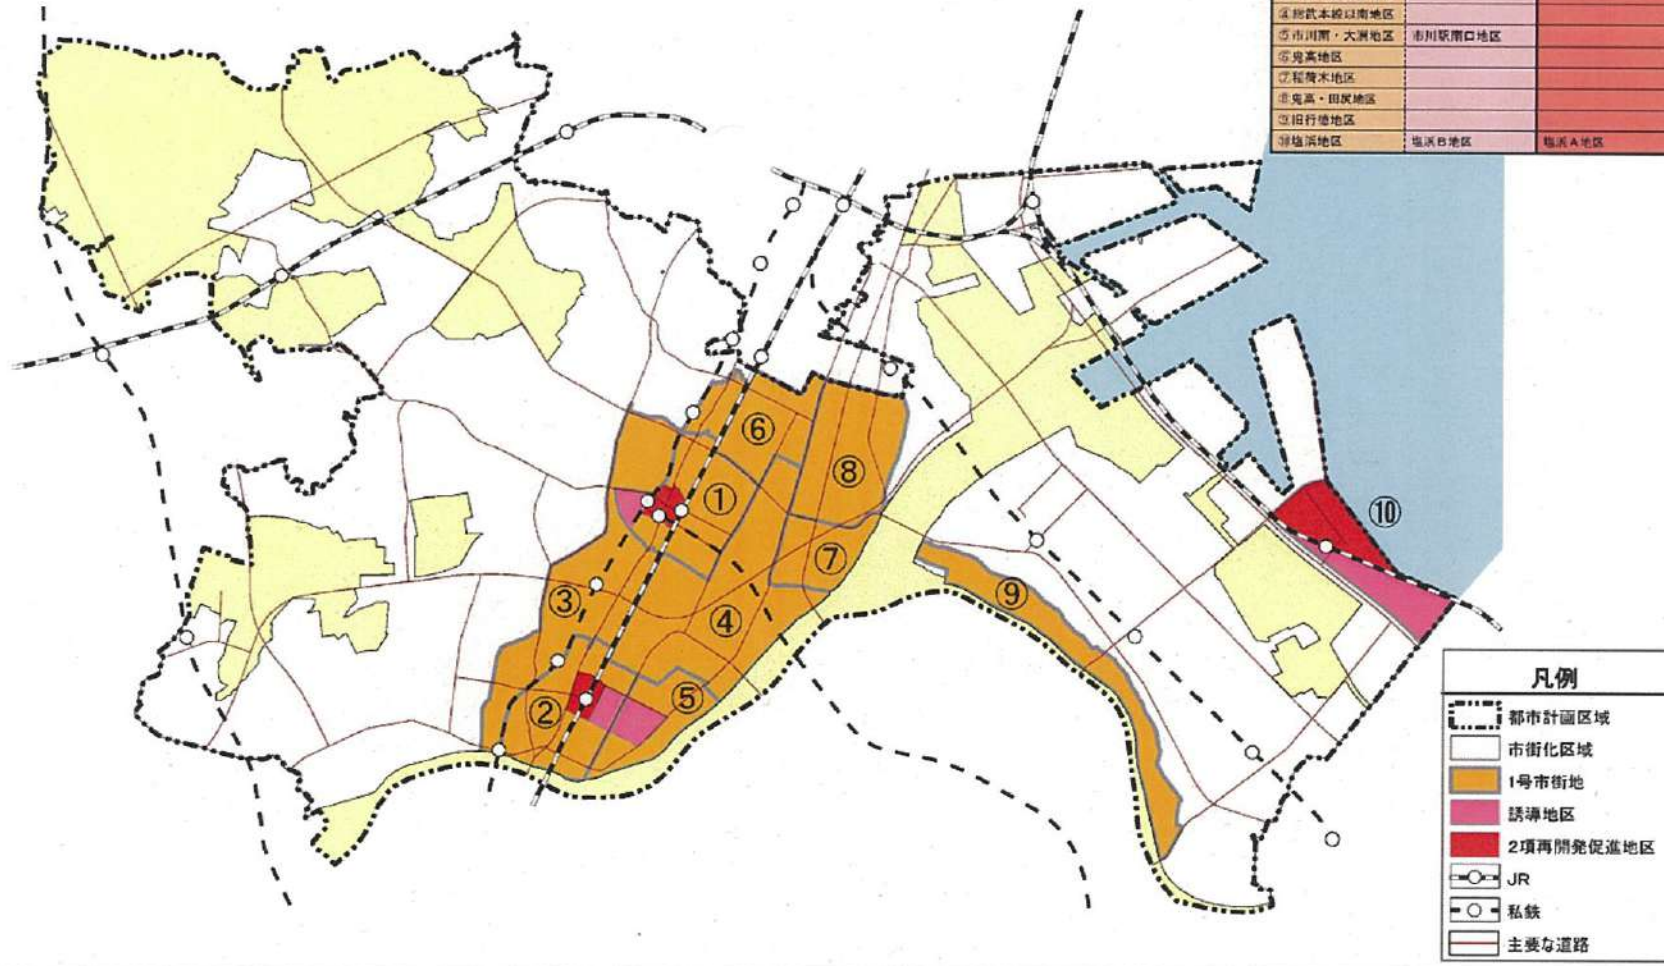 ④総武本線以南地区
⑤市川南・大洲地区 市川駅南口地区
⑥鬼高地区
⑦稲荷木地区
⑧鬼高・田尻地区
⑨旧行徳地区
⑩塩浜地区 塩浜B地区 塩浜A地区
⑥
⑧
①
⑩
⑦
⑨
③
④
⑤
②
凡例
都市計画区域
市街化区域
1号市街地
誘導地区
2項再開発促進地区
JR
私鉄
主要な道路